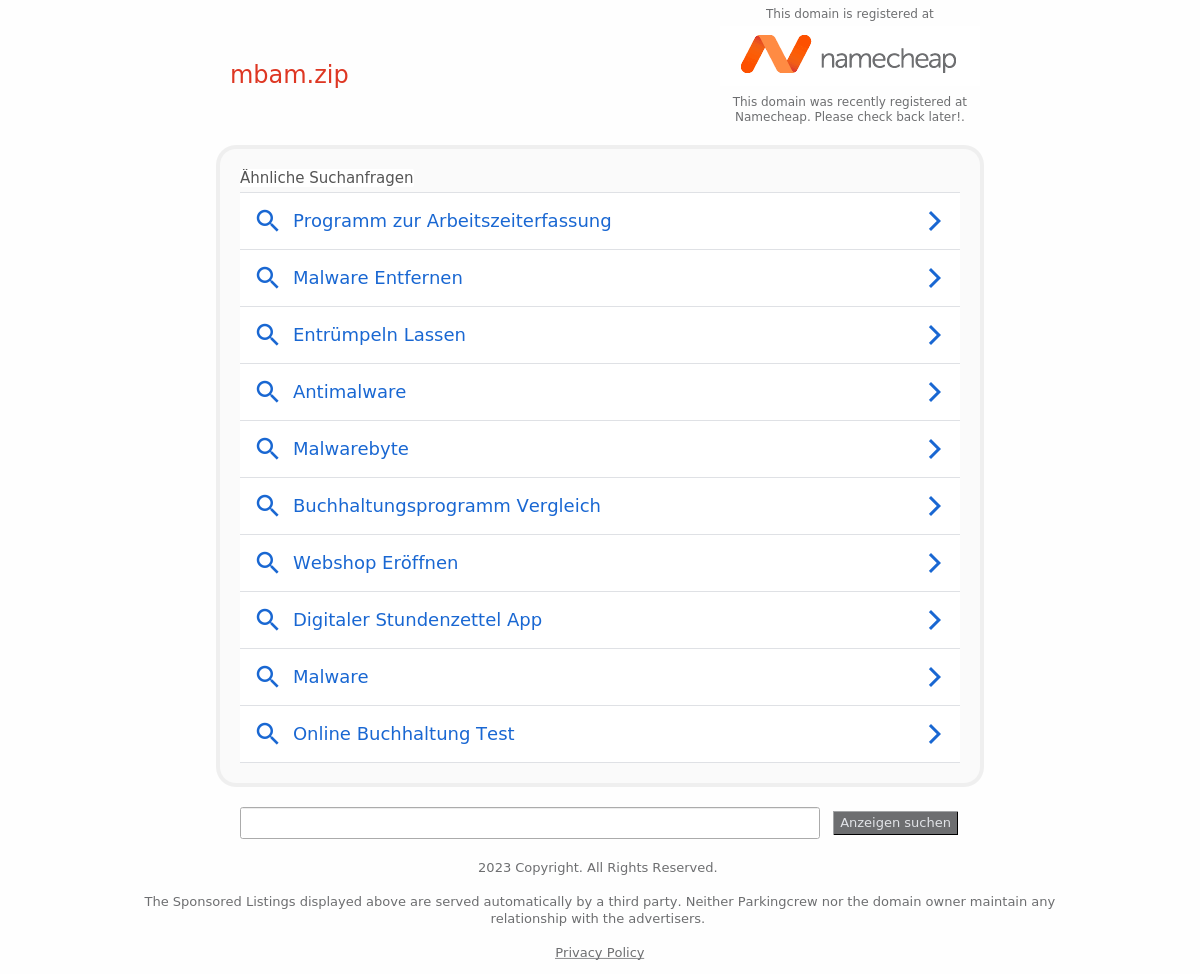 This domain is registered at
namecheap
mbam.zip
This domain was recently registered at
Namecheap. Please check back later!.
Ähnliche Suchanfragen
Programm zur Arbeitszeiterfassung
Malware Entfernen
Entrümpeln Lassen
Antimalware
Malwarebyte
Buchhaltungsprogramm Vergleich
Webshop Eröffnen
Digitaler Stundenzettel App
Malware
Online Buchhaltung Test
Anzeigen suchen
2023 Copyright. All Rights Reserved.
The Sponsored Listings displayed above are served automatically by a third party. Neither Parkingcrew nor the domain owner maintain any
relationship with the advertisers.
Privacy Policy